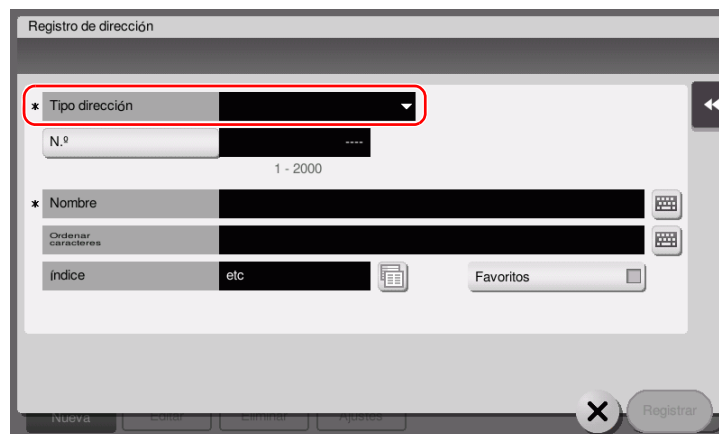 Registro de dirección
* Tipo dirección
N.º ----
1 - 2000
* Nombre
Ordenar
caracteres
índice etc Favoritos
Nueva Editar Eliminar Ajustes Registrar